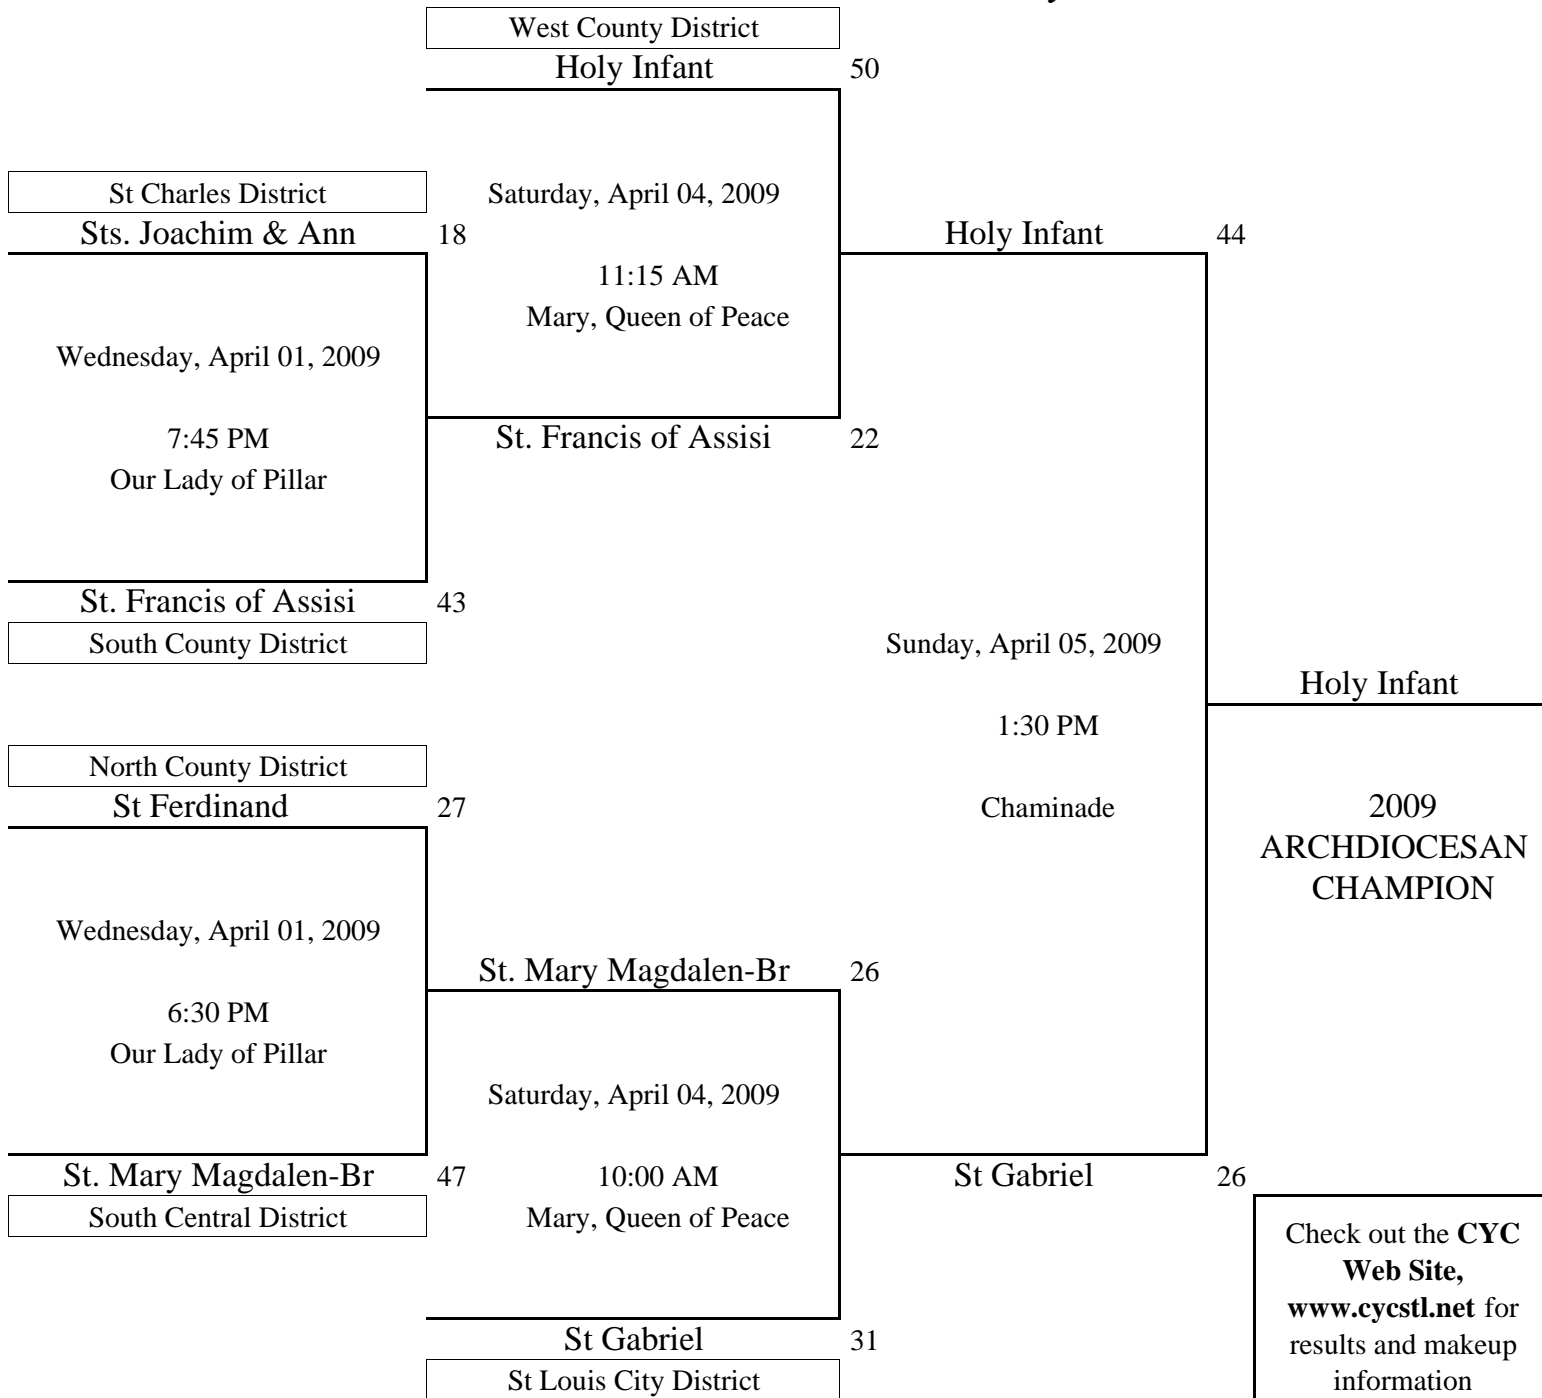 West County District
Holy Infant 50
St Charles District
Saturday, April 04, 2009
Sts. Joachim & Ann 18
Holy Infant 44
11:15 AM
Mary, Queen of Peace
Wednesday, April 01, 2009
7:45 PM
St. Francis of Assisi 22
Our Lady of Pillar
St. Francis of Assisi 43
South County District
Sunday, April 05, 2009
Holy Infant
1:30 PM
North County District
St Ferdinand 27
Chaminade
2009
ARCHDIOCESAN
CHAMPION
Wednesday, April 01, 2009
St. Mary Magdalen-Br 26
6:30 PM
Our Lady of Pillar
Saturday, April 04, 2009
St. Mary Magdalen-Br 47
10:00 AM
St Gabriel 26
South Central District
Mary, Queen of Peace
Check out the CYC
Web Site,
www.cycstl.net for
results and makeup
information
St Gabriel 31
St Louis City District